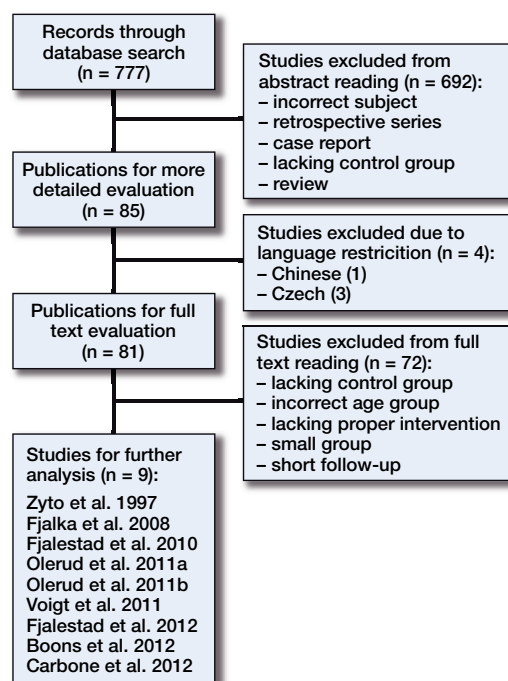 Records through
database search
(n = 777)
Studies excluded from
abstract reading (n = 692):
– incorrect subject
– retrospective series
– case report
– lacking control group
– review
Publications for more
detailed evaluation
(n = 85)
Studies excluded due to
language restricition (n = 4):
– Chinese (1)
– Czech (3)
Publications for full
text evaluation
(n = 81)
Studies excluded from full
text reading (n = 72):
– lacking control group
– incorrect age group
– lacking proper intervention
– small group
– short follow-up
Studies for further
analysis (n = 9):
Zyto et al. 1997
Fjalka et al. 2008
Fjalestad et al. 2010
Olerud et al. 2011a
Olerud et al. 2011b
Voigt et al. 2011
Fjalestad et al. 2012
Boons et al. 2012
Carbone et al. 2012